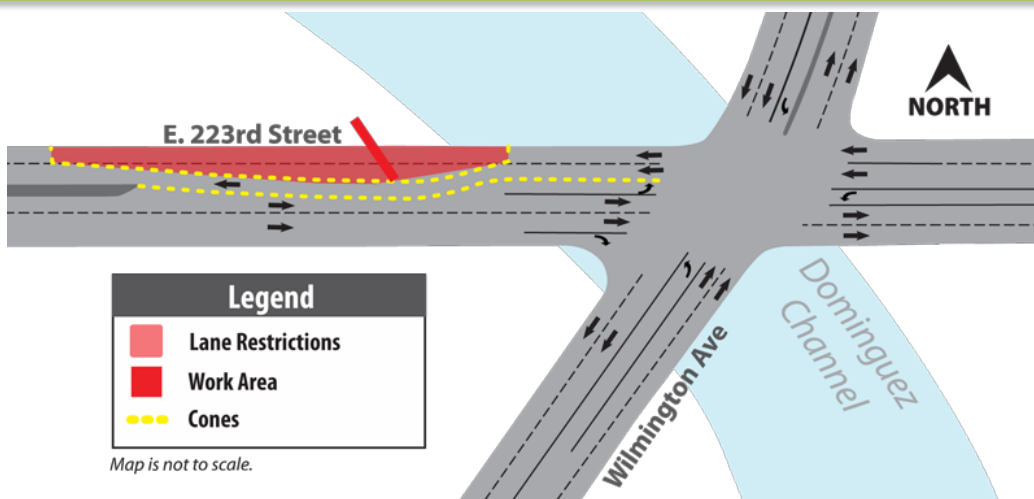 E. 223rd Street
NORTH
Legend
Lane Restrictions
Work Area
Cones
Map is not to scale.
Wilmington Ave
Dominguez
Channel